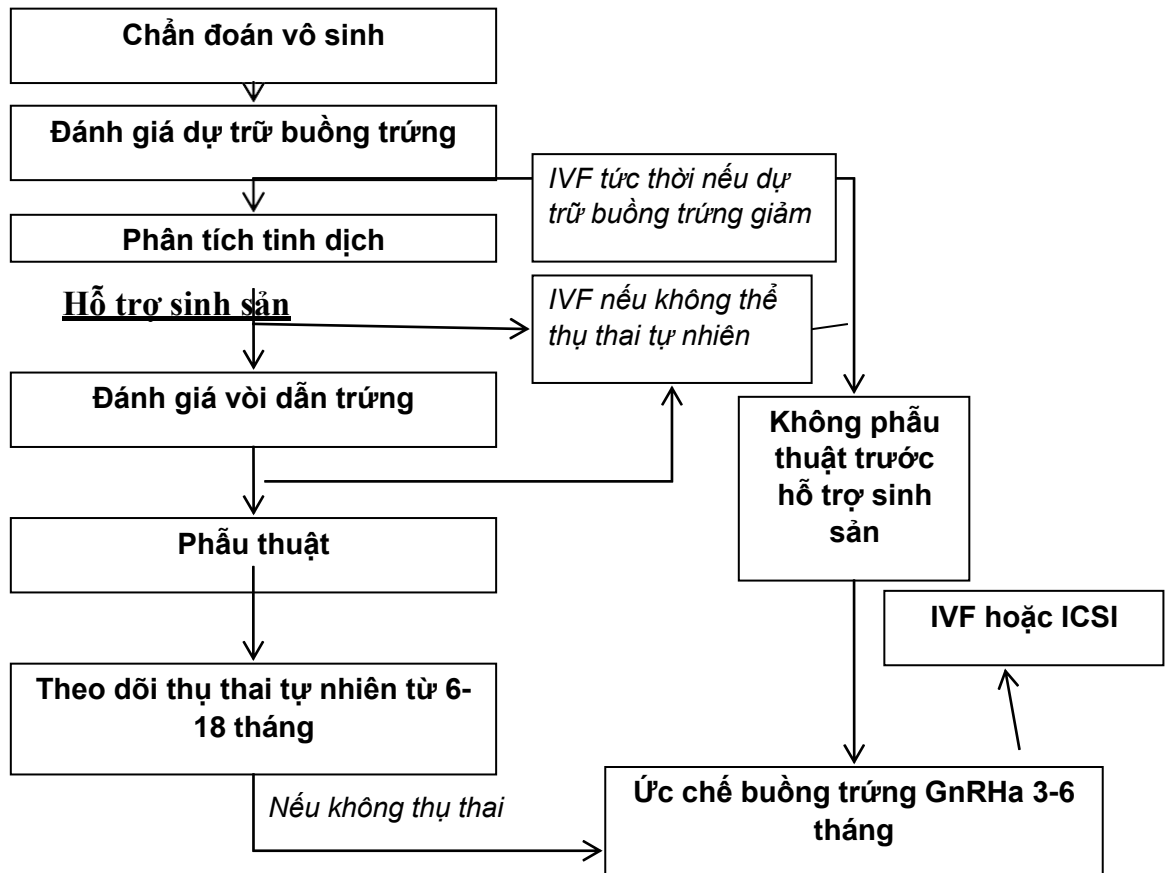 Chẩn đoán vô sinh
Đánh giá dự trữ buồng trứng
IVF tức thời nếu dự
trữ buồng trứng giảm
Phân tích tinh dịch
Hỗ trợ sinh sản
IVF nếu không thể
thụ thai tự nhiên
Đánh giá vòi dẫn trứng
Không phẫu
thuật trước
hỗ trợ sinh
sản
Phẫu thuật
IVF hoặc ICSI
Theo dõi thụ thai tự nhiên từ 6-
18 tháng
Nếu không thụ thai
Ức chế buồng trứng GnRHa 3-6
tháng